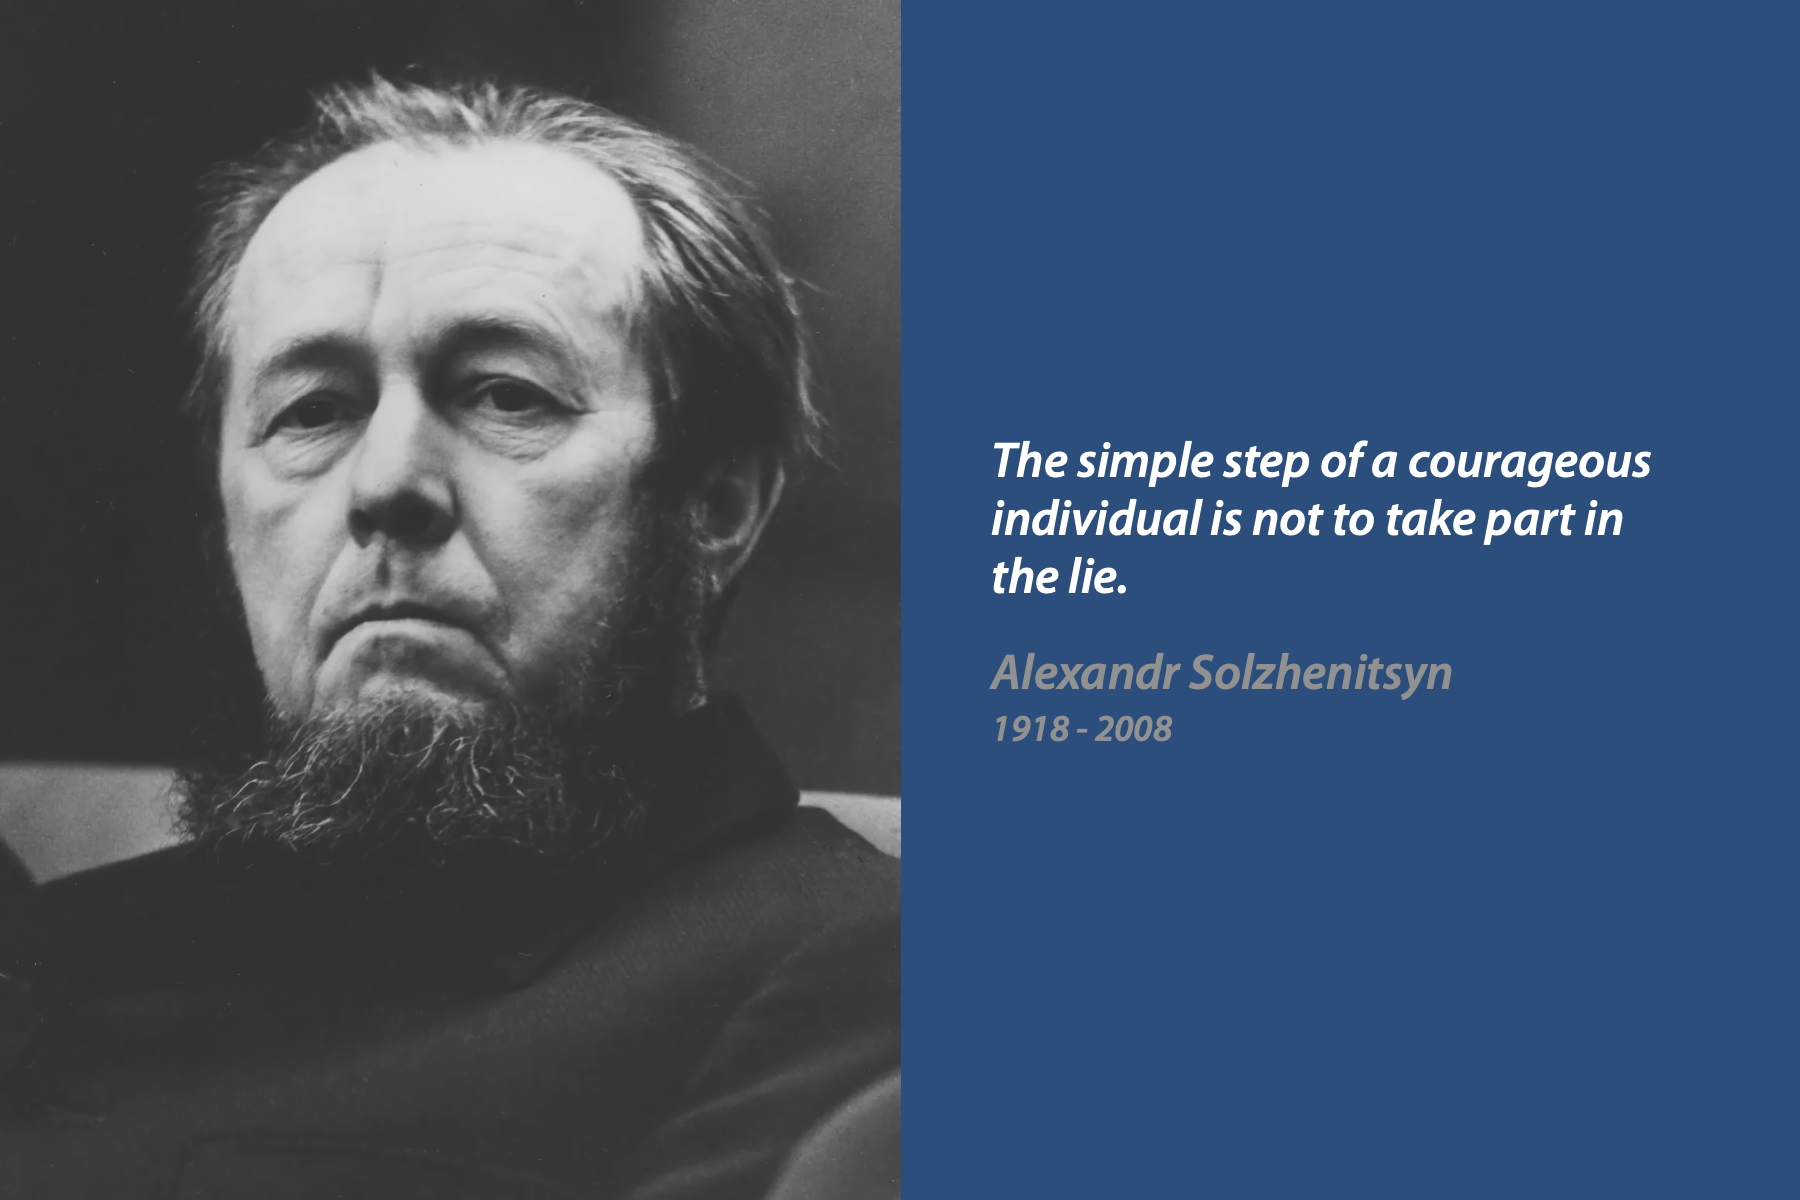 The simple step of a courageous
individual is not to take part in
the lie.
Alexandr Solzhenitsyn
1918 - 2008